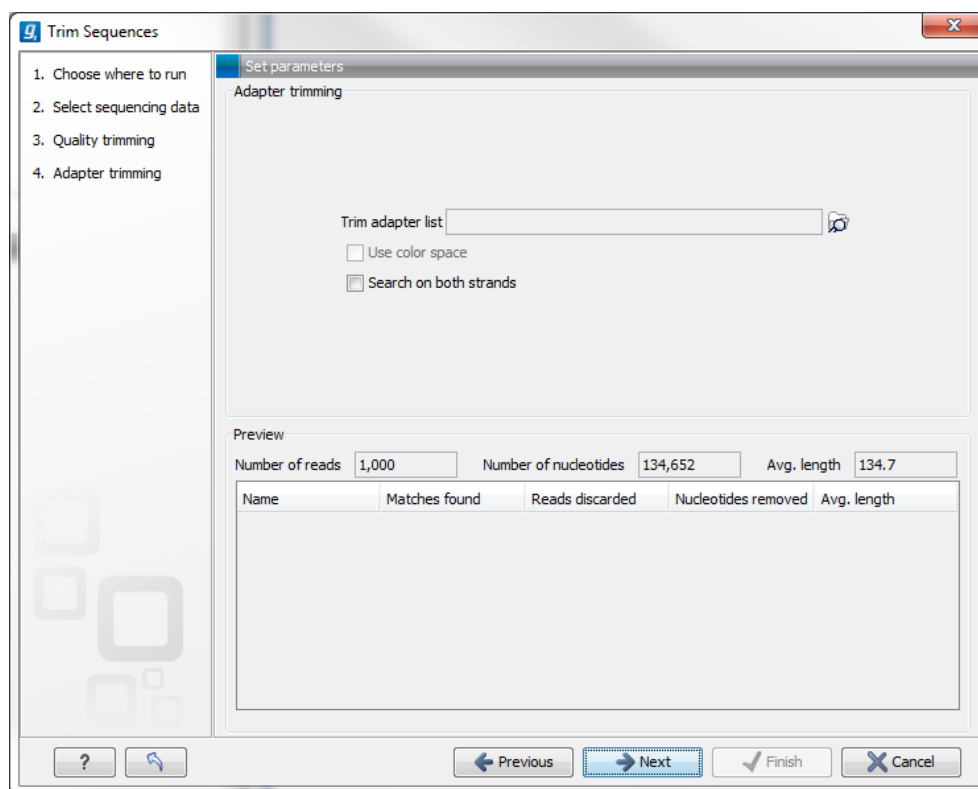 Trim Sequences
1. Choose where to run
2. Select sequencing data
3. Quality trimming
4. Adapter trimming
Set parameters
Adapter trimming
Trim adapter list
Use color space
Search on both strands
Preview
Number of reads 1,000 Number of nucleotides 134,652 Avg. length 134.7
Name Matches found Reads discarded Nucleotides removed Avg. length
? Previous Next Finish Cancel